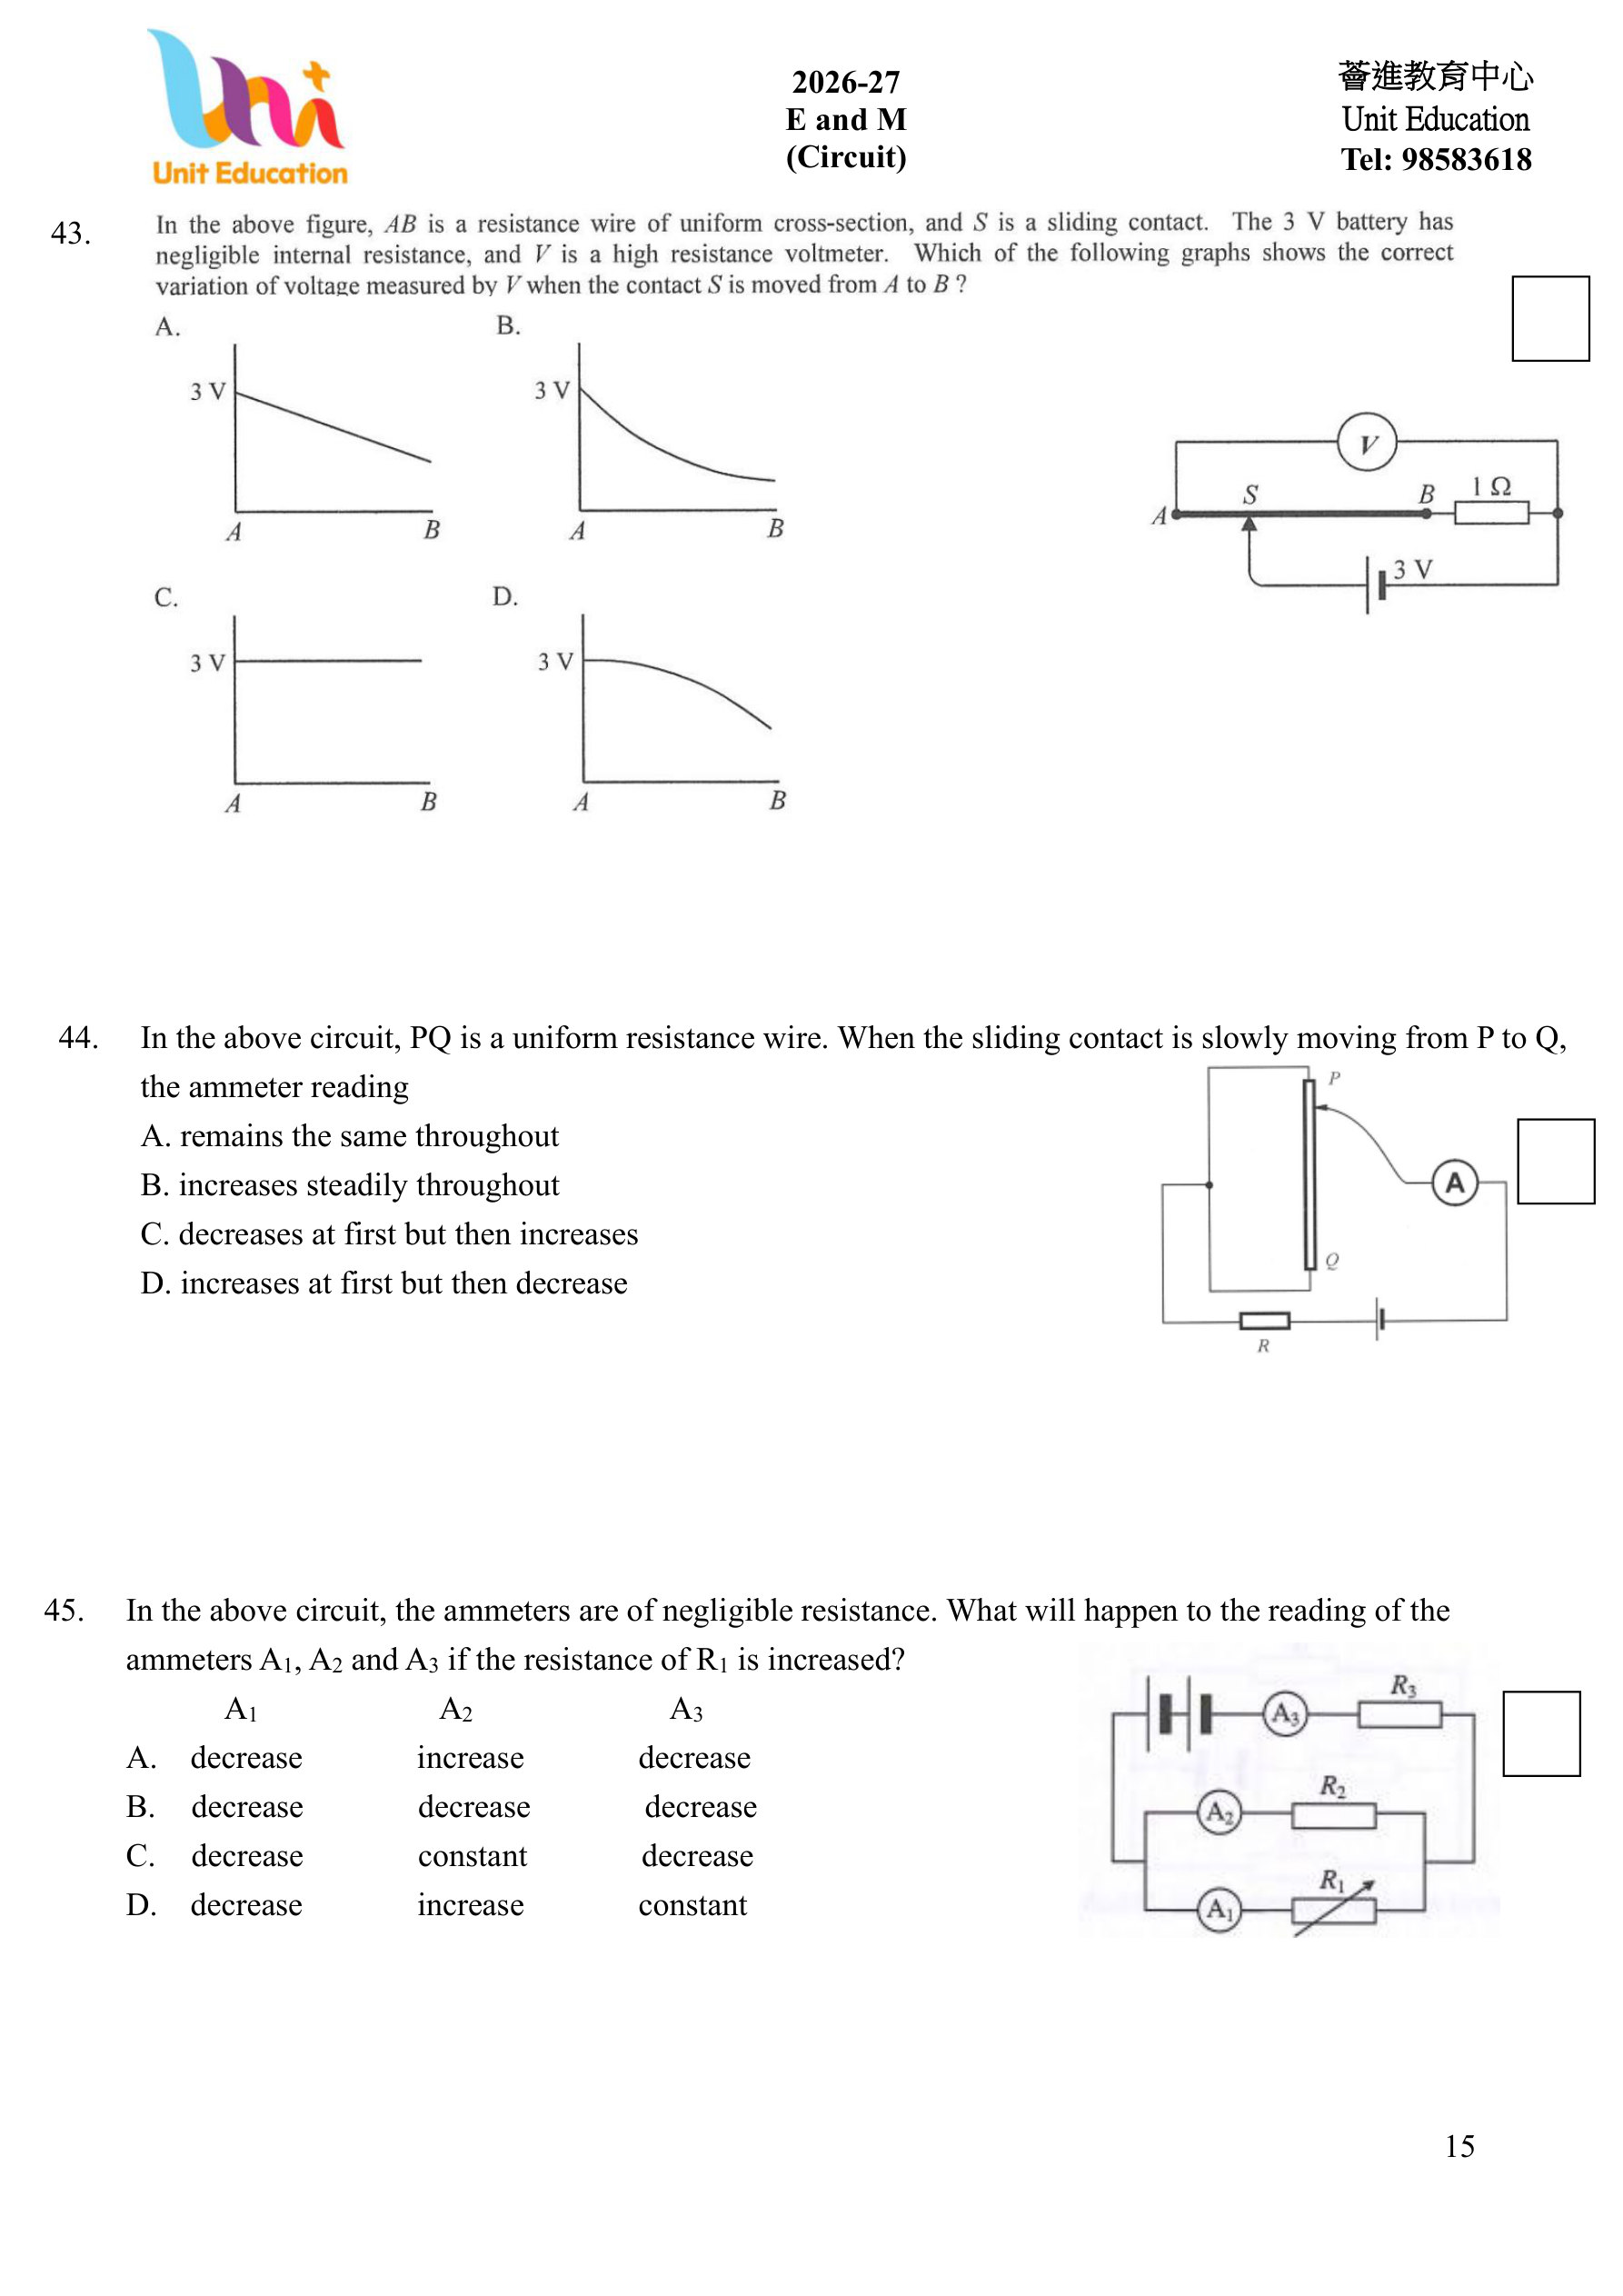 Uni
Unit Education
2026-27
E and M
(Circuit)
薈進教育中心
Unit Education
Tel: 98583618
43. In the above figure, AB is a resistance wire of uniform cross-section, and S is a sliding contact. The 3 V battery has
negligible internal resistance, and V is a high resistance voltmeter. Which of the following graphs shows the correct
variation of voltage measured by V when the contact S is moved from A to B ?
A. B.
3 V 3 V
A B A B
C. D.
3 V 3 V
A B A B
V
A S B 1 Ω
3 V
44. In the above circuit, PQ is a uniform resistance wire. When the sliding contact is slowly moving from P to Q,
the ammeter reading
A. remains the same throughout
B. increases steadily throughout
C. decreases at first but then increases
D. increases at first but then decrease
P
A
Q
R
45. In the above circuit, the ammeters are of negligible resistance. What will happen to the reading of the
ammeters A₁, A₂ and A₃ if the resistance of R₁ is increased?
A₁ A₂ A₃
A. decrease increase decrease
B. decrease decrease decrease
C. decrease constant decrease
D. decrease increase constant
A₃ R₃
A₂ R₂
A₁ R₁
15